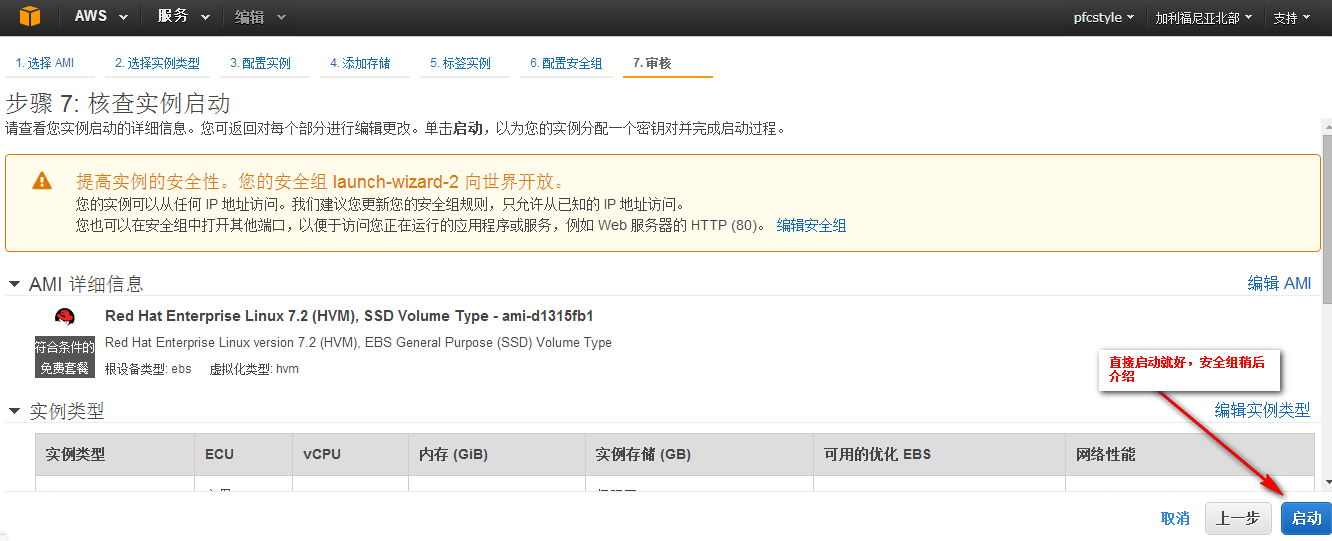 AWS 服务 编辑 pfcstyle 加利福尼亚北部 支持
1. 选择 AMI 2. 选择实例类型 3. 配置实例 4. 添加存储 5. 标签实例 6. 配置安全组 7. 审核
步骤 7: 核查实例启动
请查看您实例启动的详细信息。您可返回对每个部分进行编辑更改。单击启动，以为您的实例分配一个密钥对并完成启动过程。
提高实例的安全性。您的安全组 launch-wizard-2 向世界开放。
您的实例可以从任何 IP 地址访问。我们建议您更新您的安全组规则，只允许从已知的 IP 地址访问。
您也可以在安全组中打开其他端口，以便于访问您正在运行的应用程序或服务，例如 Web 服务器的 HTTP (80)。 编辑安全组
AMI 详细信息 编辑 AMI
Red Hat Enterprise Linux 7.2 (HVM), SSD Volume Type - ami-d1315fb1
符合条件的
免费套餐
Red Hat Enterprise Linux version 7.2 (HVM), EBS General Purpose (SSD) Volume Type
根设备类型: ebs 虚拟化类型: hvm
直接启动就好，安全组稍后
介绍
实例类型 编辑实例类型
实例类型 ECU vCPU 内存 (GiB) 实例存储 (GB) 可用的优化 EBS 网络性能
取消 上一步 启动